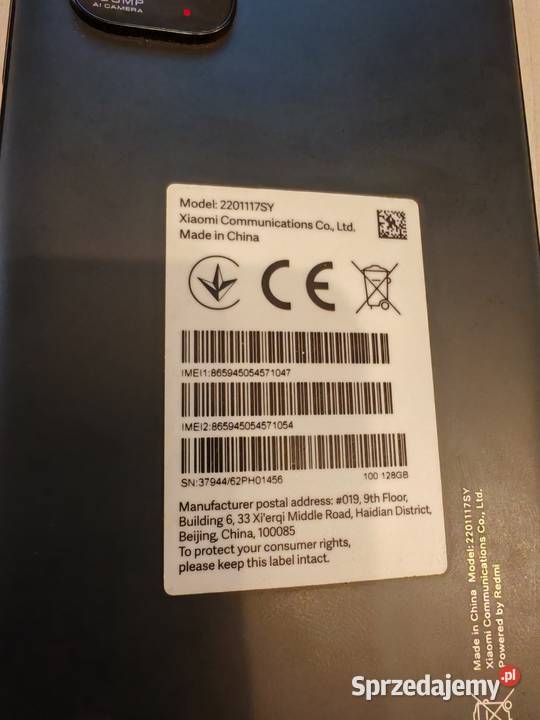 AI CAMERA
Model: 2201117SY
Xiaomi Communications Co., Ltd.
Made in China
CE
IMEI1:865945054571047
IMEI2:865945054571054
SN:37944/62PH01456 100 128GB
Manufacturer postal address: #019, 9th Floor,
Building 6, 33 Xi'erqi Middle Road, Haidian District,
Beijing, China, 100085
To protect your consumer rights,
please keep this label intact.
Made in China Model:2201117SY
Xiaomi Communications Co., Ltd.
Powered by Redmi
Sprzedajemy.pl